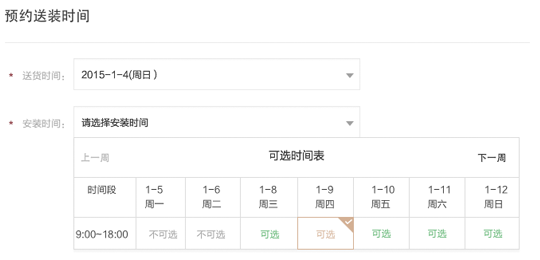 预约送装时间
* 送货时间： 2015-1-4(周日)
* 安装时间： 请选择安装时间
上一周 可选时间表 下一周
时间段 1-5 1-6 1-8 1-9 1-10 1-11 1-12
周一 周二 周三 周四 周五 周六 周日
9:00~18:00 不可选 不可选 可选 可选 可选 可选 可选